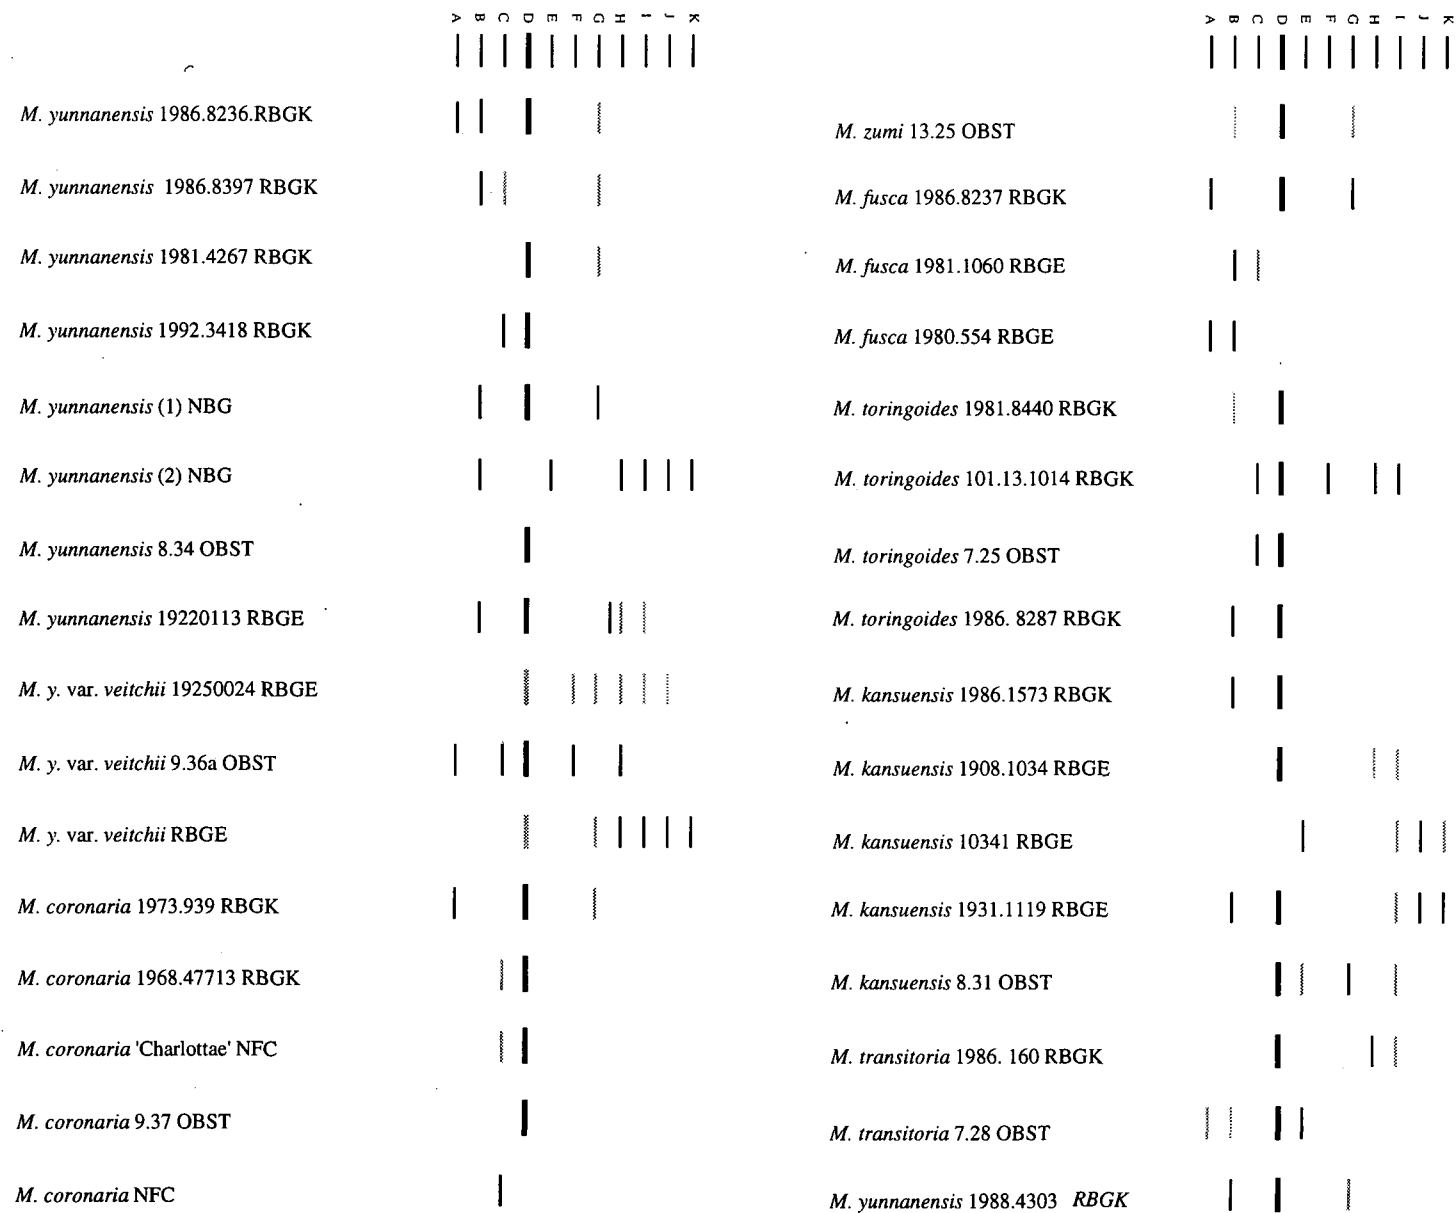 A B C D E F G H I J K
M. yunnanensis 1986.8236.RBGK
M. yunnanensis 1986.8397 RBGK
M. yunnanensis 1981.4267 RBGK
M. yunnanensis 1992.3418 RBGK
M. yunnanensis (1) NBG
M. yunnanensis (2) NBG
M. yunnanensis 8.34 OBST
M. yunnanensis 19220113 RBGE
M. y. var. veitchii 19250024 RBGE
M. y. var. veitchii 9.36a OBST
M. y. var. veitchii RBGE
M. coronaria 1973.939 RBGK
M. coronaria 1968.47713 RBGK
M. coronaria 'Charlottae' NFC
M. coronaria 9.37 OBST
M. coronaria NFC
A B C D E F G H I J K
M. zumi 13.25 OBST
M. fusca 1986.8237 RBGK
M. fusca 1981.1060 RBGE
M. fusca 1980.554 RBGE
M. toringoides 1981.8440 RBGK
M. toringoides 101.13.1014 RBGK
M. toringoides 7.25 OBST
M. toringoides 1986. 8287 RBGK
M. kansuensis 1986.1573 RBGK
M. kansuensis 1908.1034 RBGE
M. kansuensis 10341 RBGE
M. kansuensis 1931.1119 RBGE
M. kansuensis 8.31 OBST
M. transitoria 1986. 160 RBGK
M. transitoria 7.28 OBST
M. yunnanensis 1988.4303 RBGK